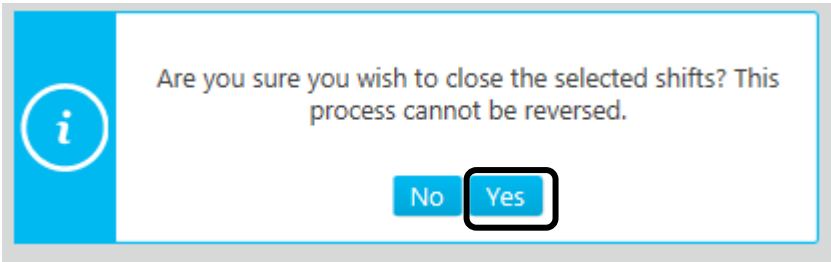 Are you sure you wish to close the selected shifts? This
process cannot be reversed.
i
No Yes